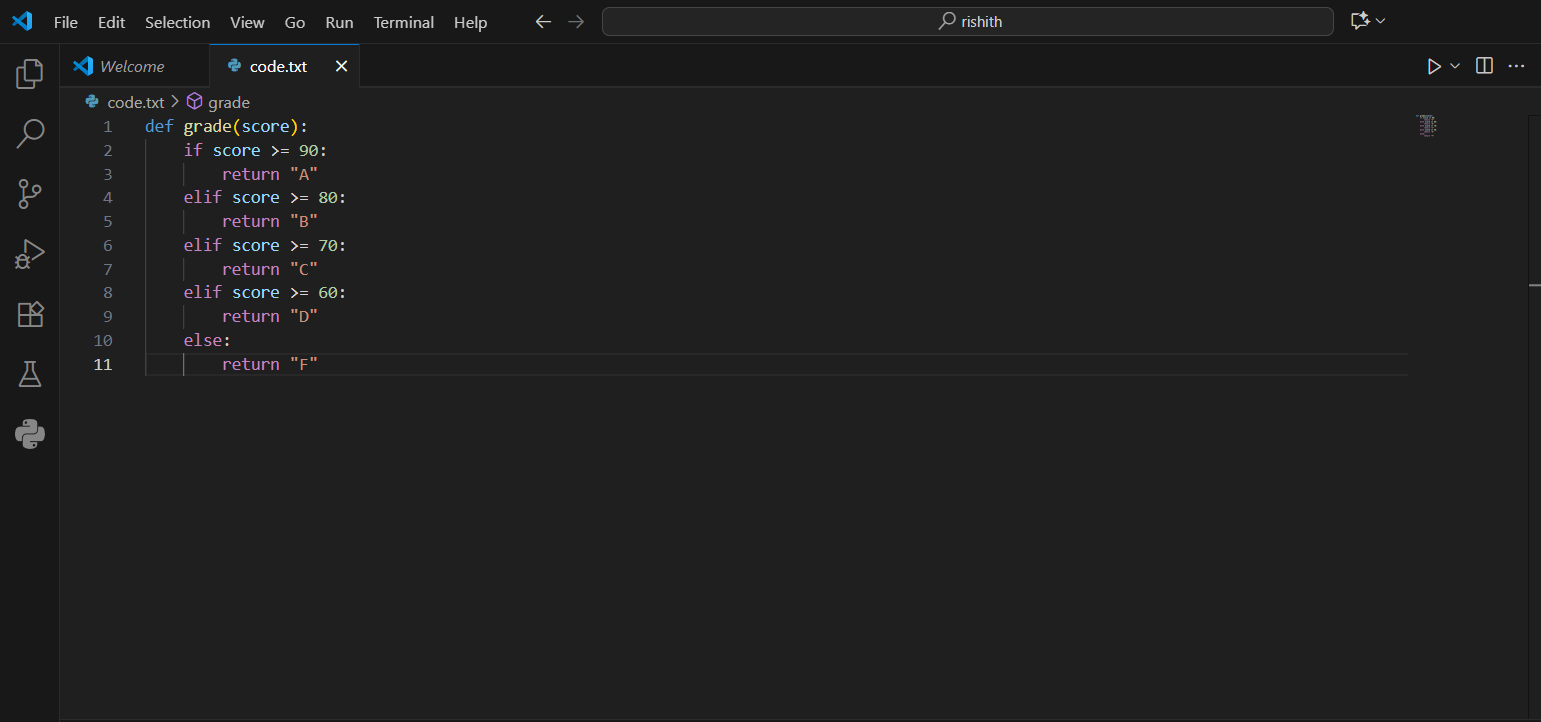 File Edit Selection View Go Run Terminal Help rishith
Welcome code.txt
code.txt > grade
1 def grade(score):
2     if score >= 90:
3         return "A"
4     elif score >= 80:
5         return "B"
6     elif score >= 70:
7         return "C"
8     elif score >= 60:
9         return "D"
10     else:
11         return "F"